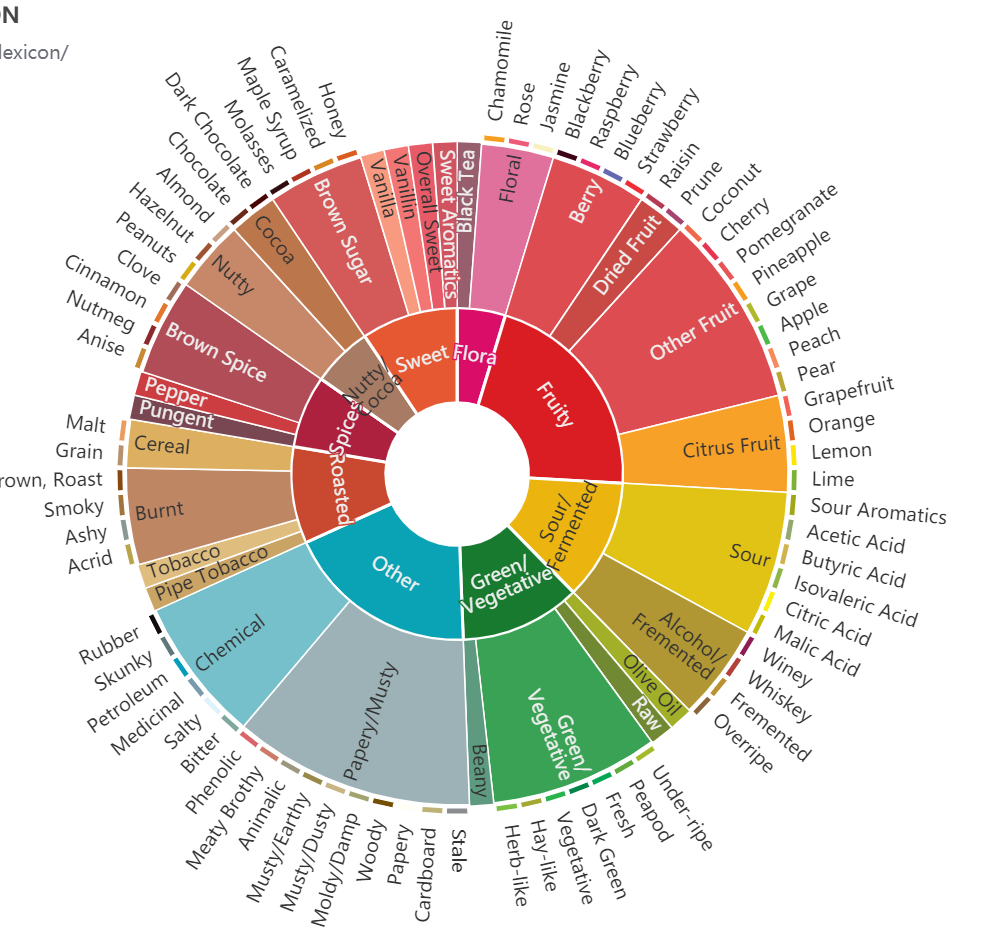 ON
lexicon/
Chamomile
Rose
Jasmine
Blackberry
Raspberry
Blueberry
Strawberry
Raisin
Prune
Coconut
Cherry
Pomegranate
Pineapple
Grape
Apple
Peach
Pear
Grapefruit
Orange
Lemon
Lime
Sour Aromatics
Acetic Acid
Butyric Acid
Isovaleric Acid
Citric Acid
Malic Acid
Winey
Whiskey
Fremented
Overripe
Under-ripe
Peapod
Fresh
Dark Green
Vegetative
Hay-like
Herb-like
Stale
Cardboard
Papery
Woody
Moldy/Damp
Musty/Dusty
Musty/Earthy
Animalic
Meaty Brothy
Phenolic
Bitter
Salty
Medicinal
Petroleum
Skunky
Rubber
Acrid
Ashy
Smoky
rown, Roast
Grain
Malt
Anise
Nutmeg
Cinnamon
Clove
Peanuts
Hazelnut
Almond
Chocolate
Dark Chocolate
Molasses
Maple Syrup
Caramelized
Honey
Black Tea
Floral
Berry
Dried Fruit
Other Fruit
Citrus Fruit
Sour
Alcohol/
Fremented
Olive Oil
Raw
Green/
Vegetative
Beany
Papery/Musty
Chemical
Pipe Tobacco
Tobacco
Burnt
Cereal
Pungent
Pepper
Brown Spice
Nutty
Cocoa
Brown Sugar
Vanilla
Vanillin
Overall Sweet
Sweet Aromatics
Flora
Fruity
Sour/
Fermented
Green/
Vegetative
Other
Roasted
Spices
Nutty/
Cocoa
Sweet